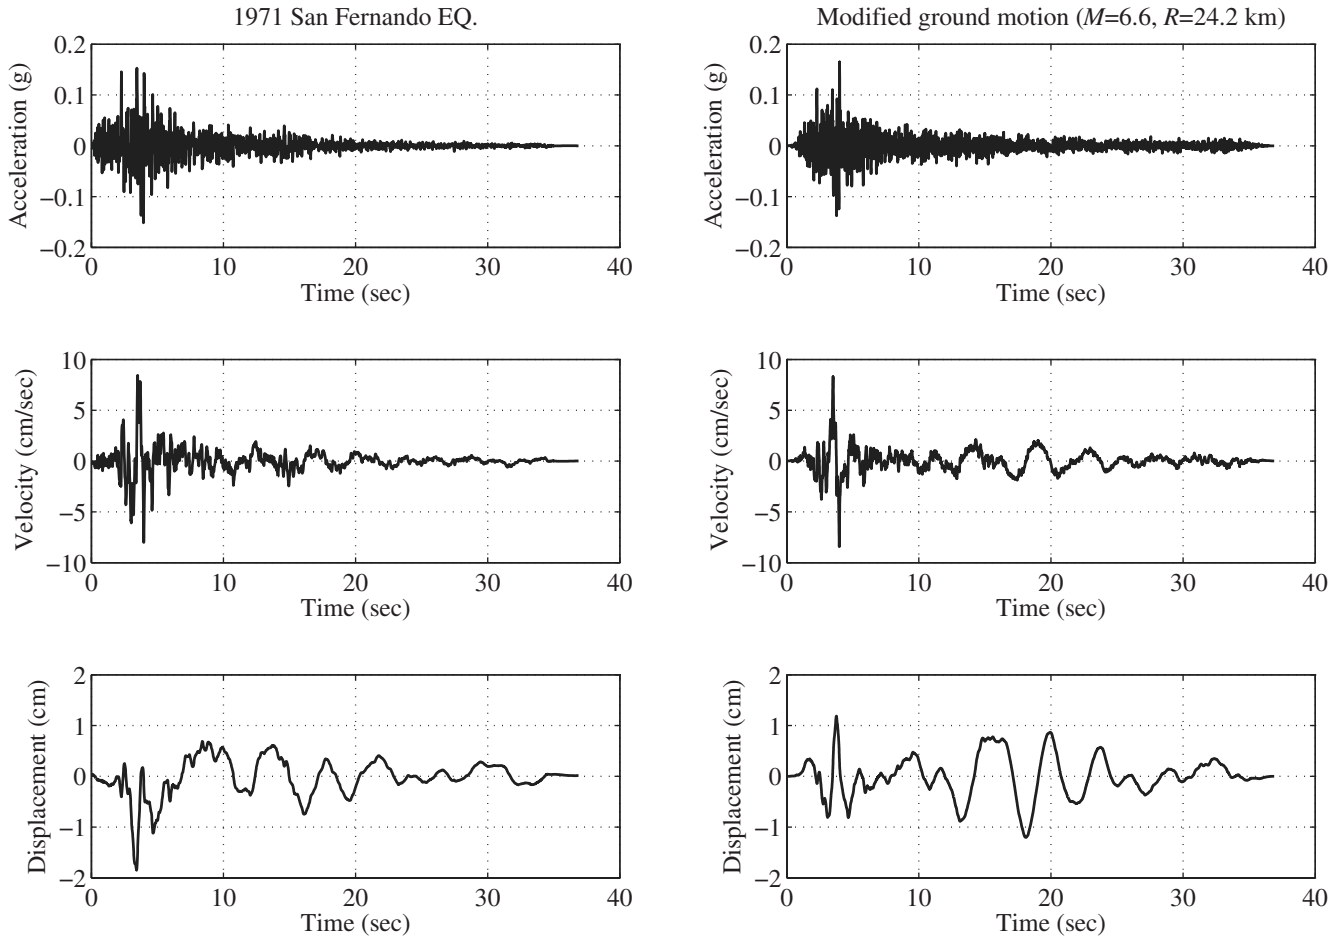 1971 San Fernando EQ.
0.2
0.1
0
−0.1
−0.2
Acceleration (g)
0 10 20 30 40
Time (sec)
Modified ground motion (M=6.6, R=24.2 km)
0.2
0.1
0
−0.1
−0.2
Acceleration (g)
0 10 20 30 40
Time (sec)
10
5
0
−5
−10
Velocity (cm/sec)
0 10 20 30 40
Time (sec)
10
5
0
−5
−10
Velocity (cm/sec)
0 10 20 30 40
Time (sec)
2
1
0
−1
−2
Displacement (cm)
0 10 20 30 40
Time (sec)
2
1
0
−1
−2
Displacement (cm)
0 10 20 30 40
Time (sec)